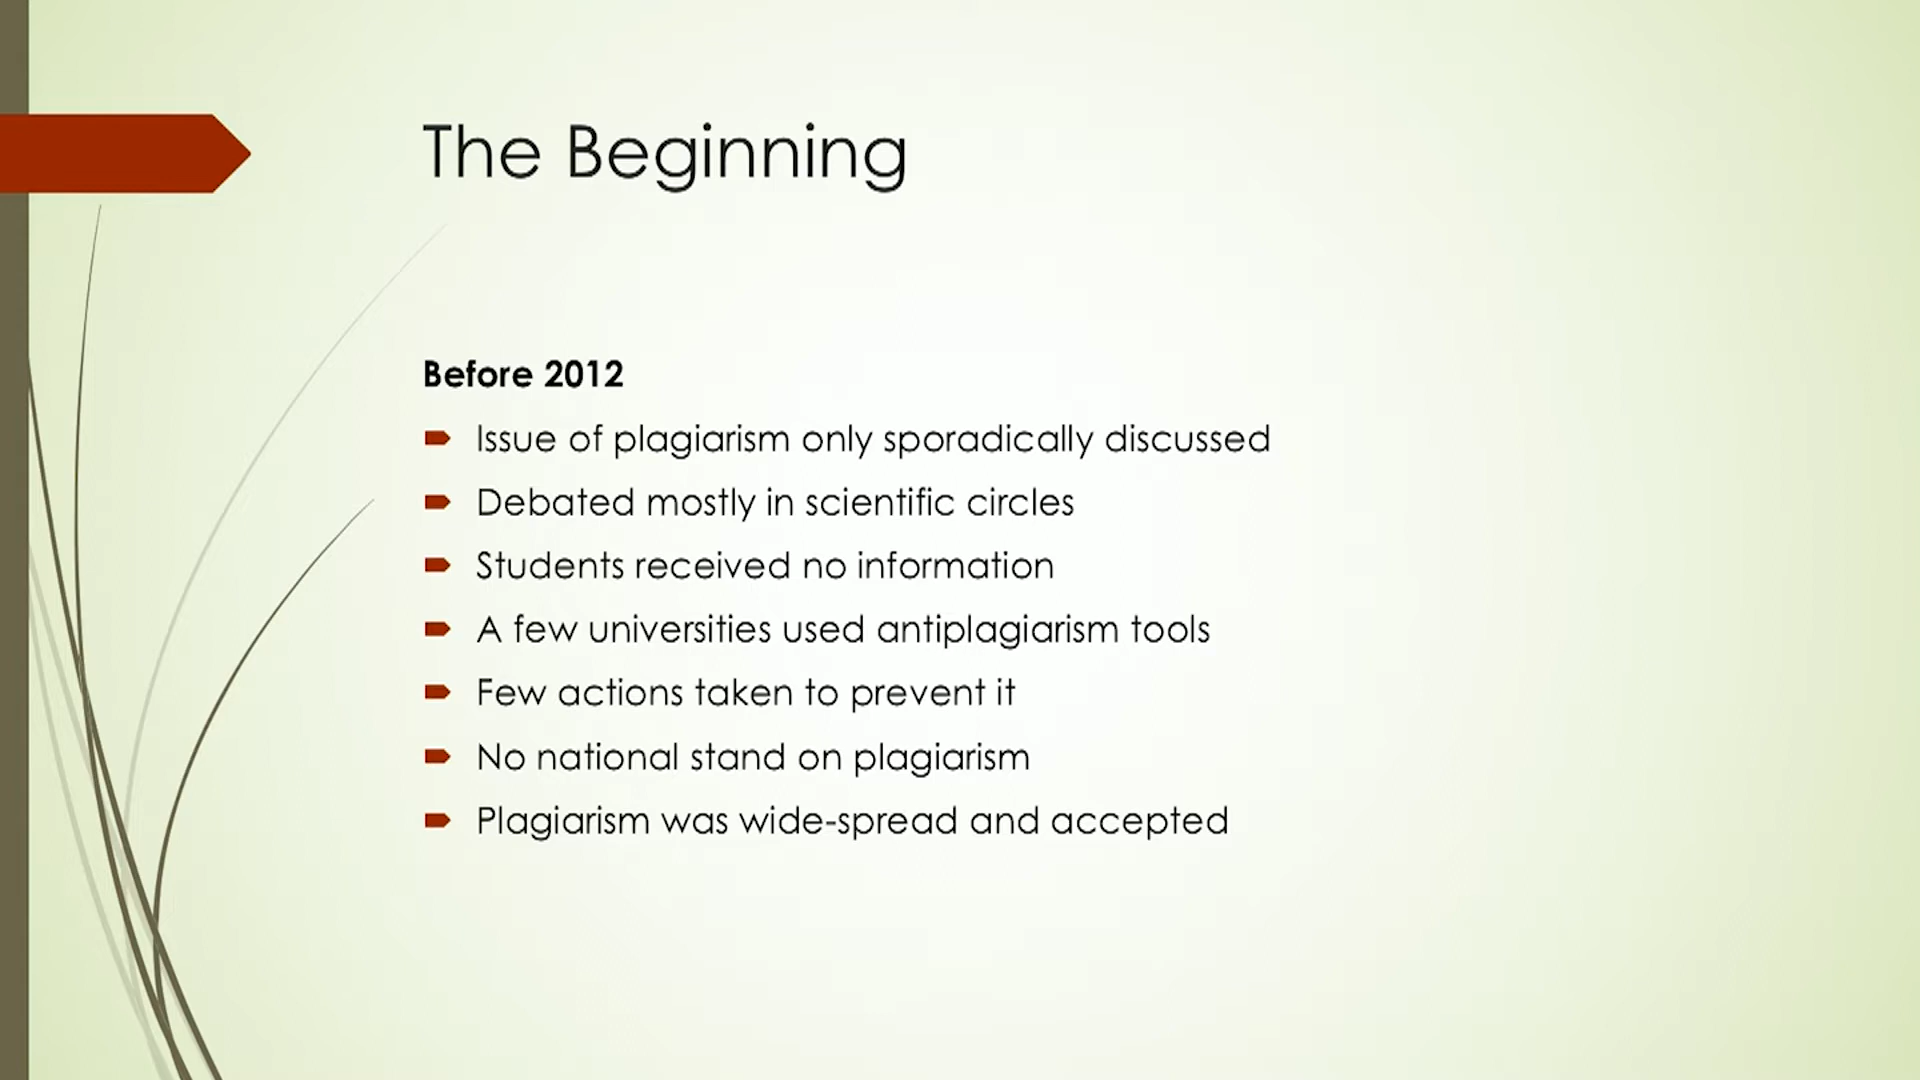 The Beginning
Before 2012
Issue of plagiarism only sporadically discussed
Debated mostly in scientific circles
Students received no information
A few universities used antiplagiarism tools
Few actions taken to prevent it
No national stand on plagiarism
Plagiarism was wide-spread and accepted